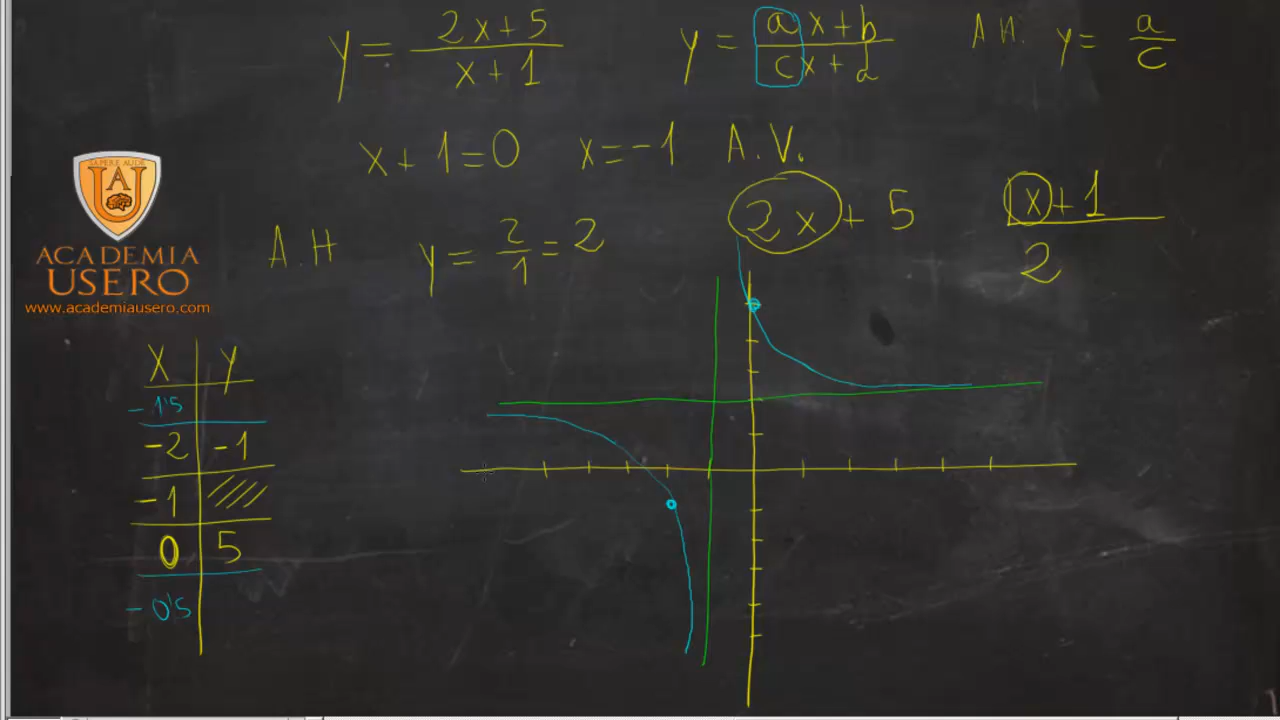 y = 2x+5 / x+1   y = ax+b / cx+d   A.H. y = a/c
x+1=0   x=-1   A.V.
SAPERE AUDE
U A
ACADEMIA
USERO
www.academiausero.com
A.H   y = 2/1 = 2   2x+5   x+1
2
X Y
-1'5
-2 -1
-1
0 5
-0'5